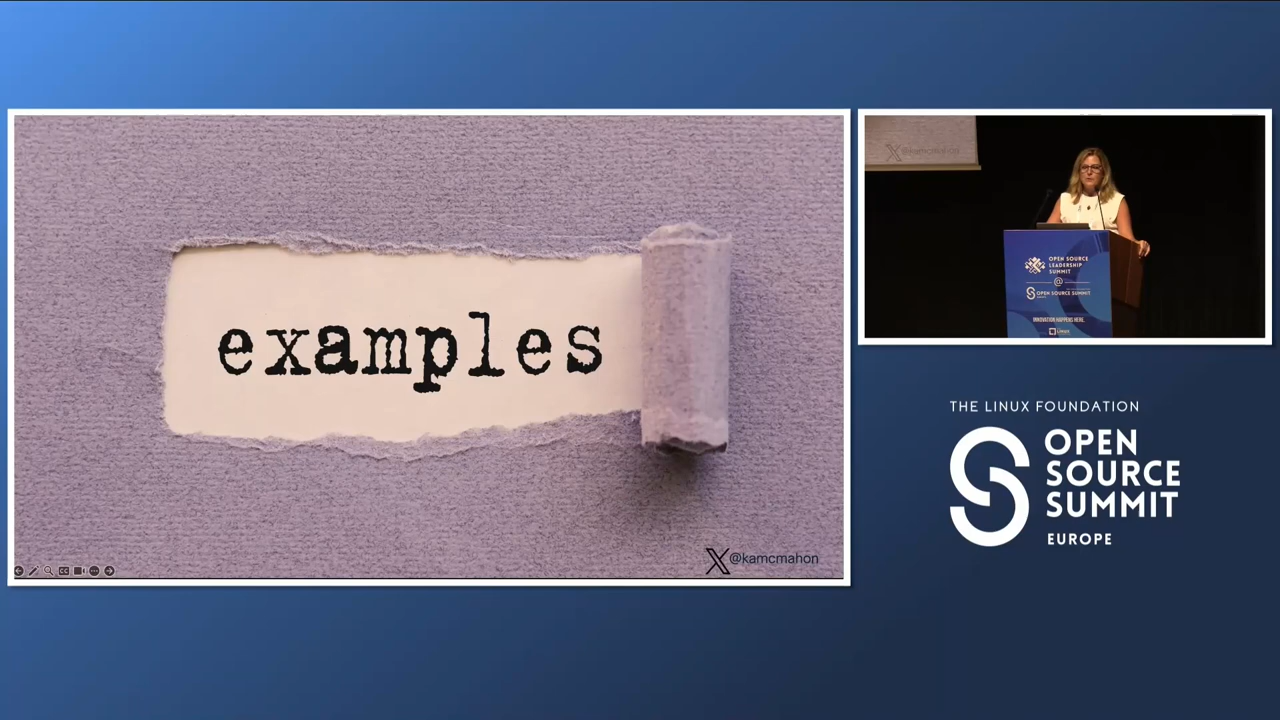 examples
@kamcmahon
@kamcmahon
OPEN SOURCE
LEADERSHIP
SUMMIT
@
OPEN SOURCE SUMMIT
INNOVATION HAPPENS HERE.
THE LINUX FOUNDATION
OPEN
SOURCE
SUMMIT
EUROPE